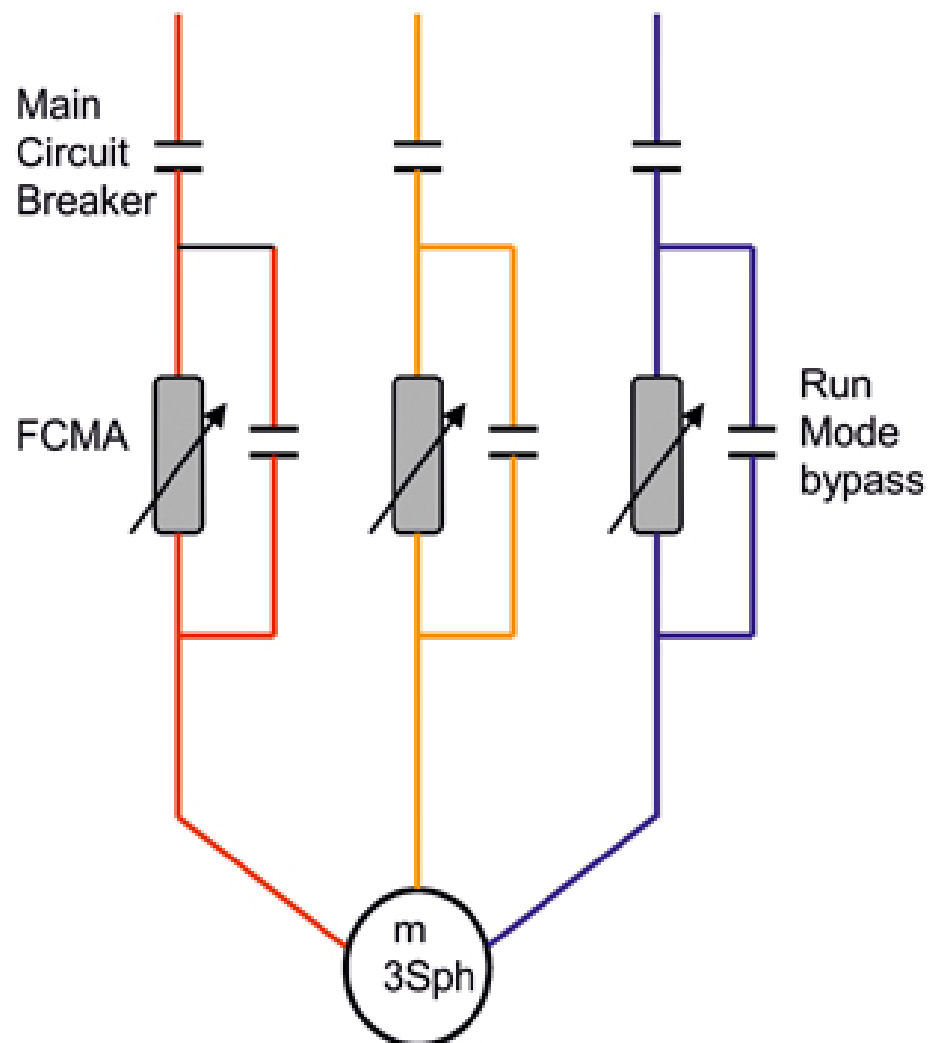 Main
Circuit
Breaker
FCMA
Run
Mode
bypass
m
3Sph